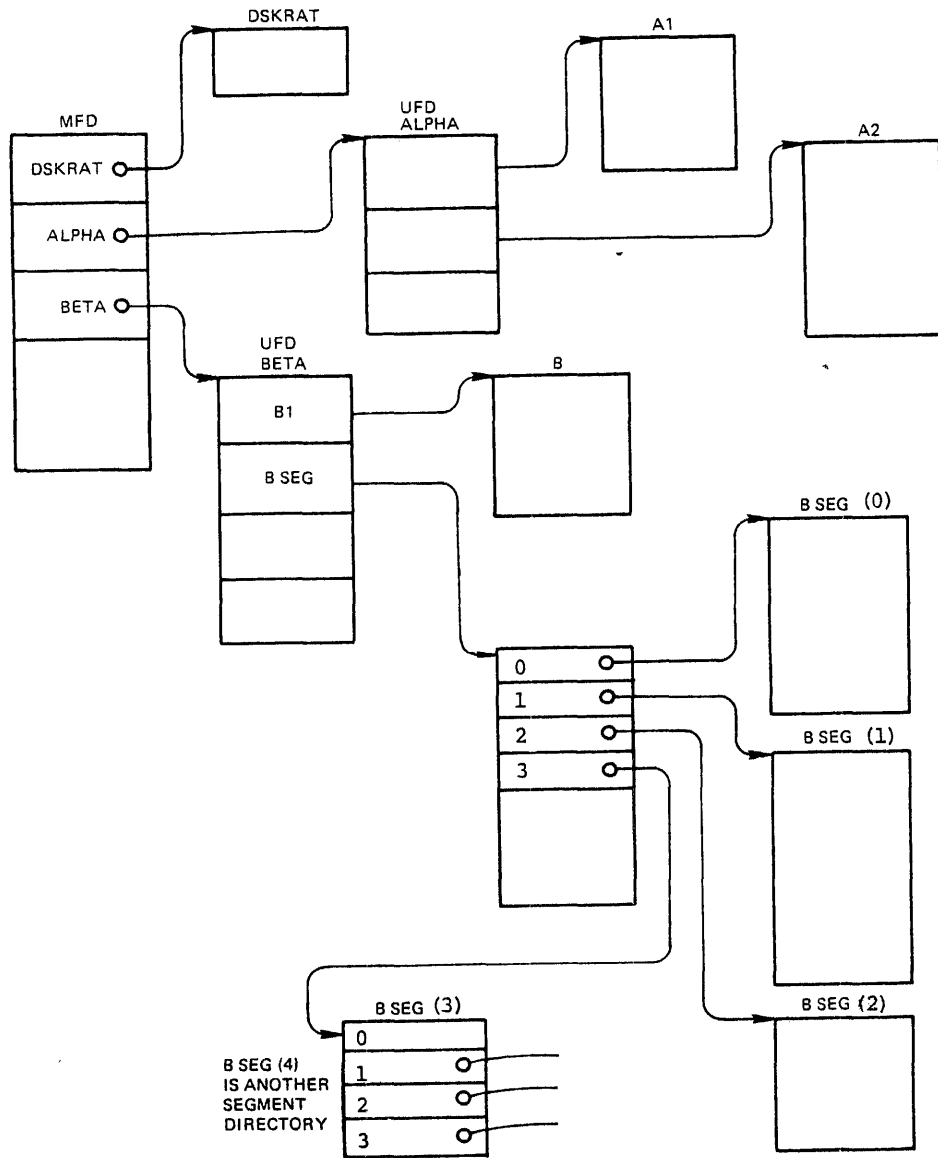 DSKRAT
A1
MFD
UFD
ALPHA
A2
DSKRAT
ALPHA
BETA
UFD
BETA
B
B1
B SEG
B SEG (0)
0
1
2
3
B SEG (1)
B SEG (2)
B SEG (3)
0
1
2
3
B SEG (4)
IS ANOTHER
SEGMENT
DIRECTORY